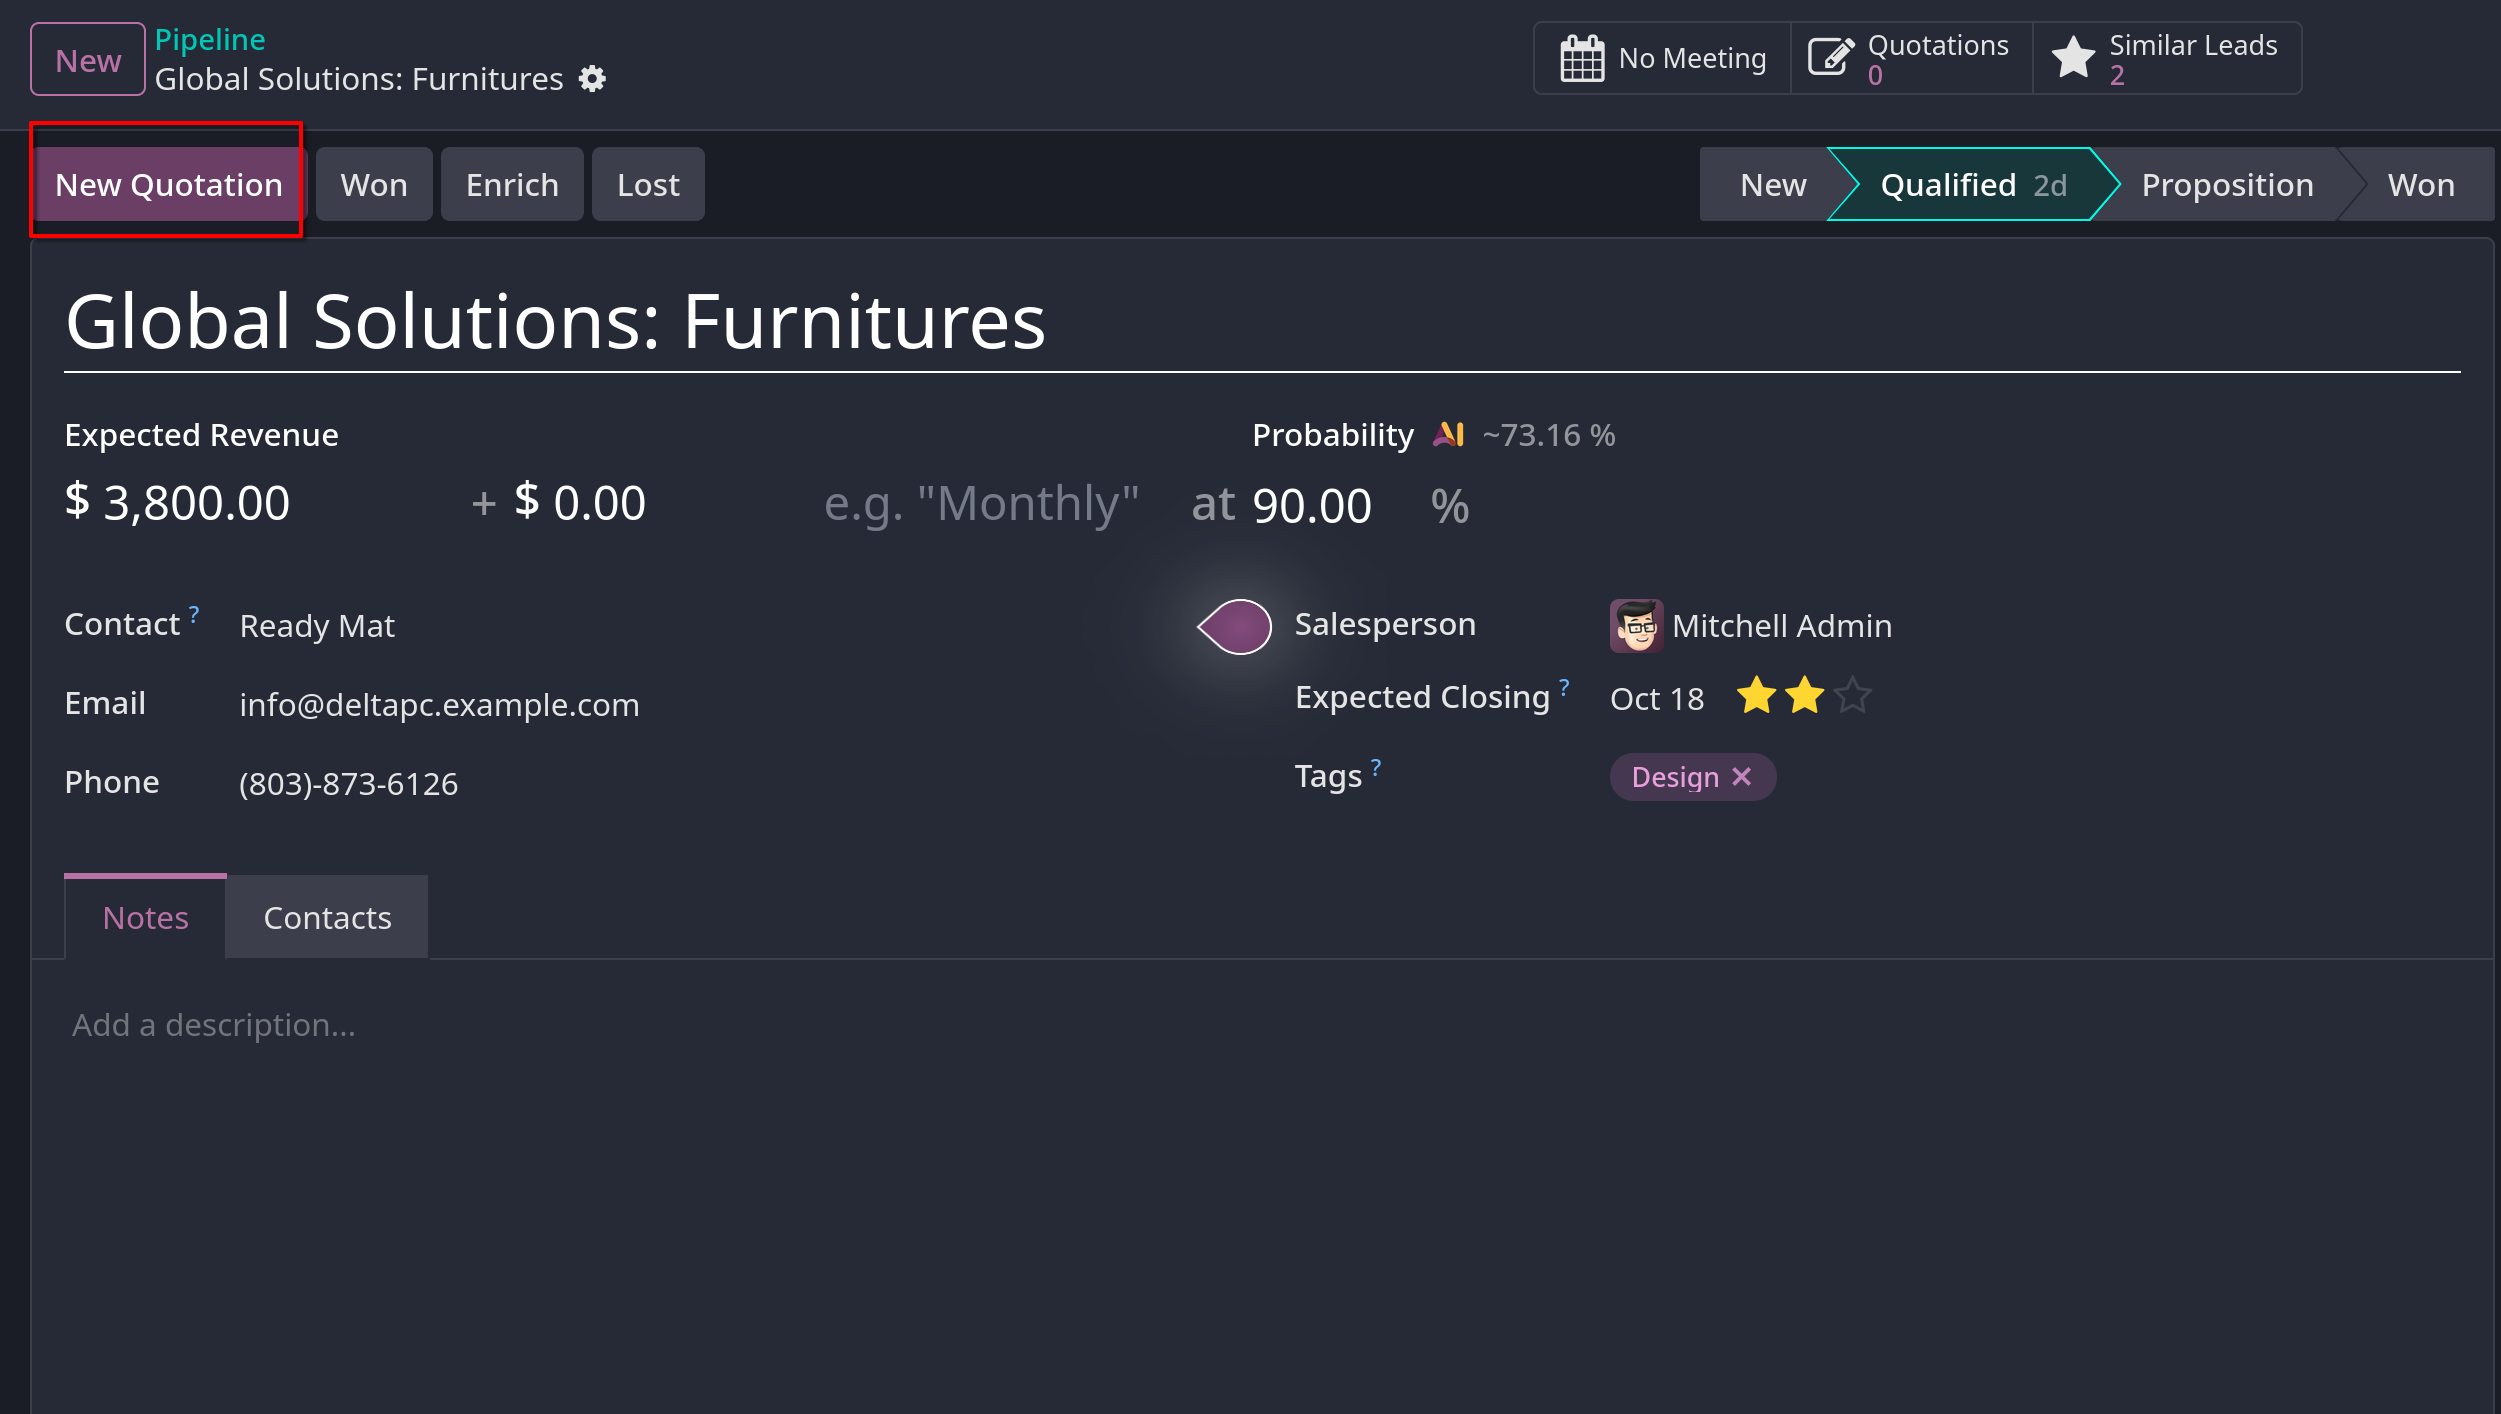 New
Pipeline
Global Solutions: Furnitures
No Meeting
Quotations
0
Similar Leads
2
New Quotation
Won
Enrich
Lost
New
Qualified 2d
Proposition
Won
Global Solutions: Furnitures
Expected Revenue
Probability AI ~73.16 %
$ 3,800.00 + $ 0.00 e.g. "Monthly" at 90.00 %
Contact ? Ready Mat
Salesperson Mitchell Admin
Email info@deltapc.example.com
Expected Closing ? Oct 18
Phone (803)-873-6126
Tags ? Design ✕
Notes
Contacts
Add a description...